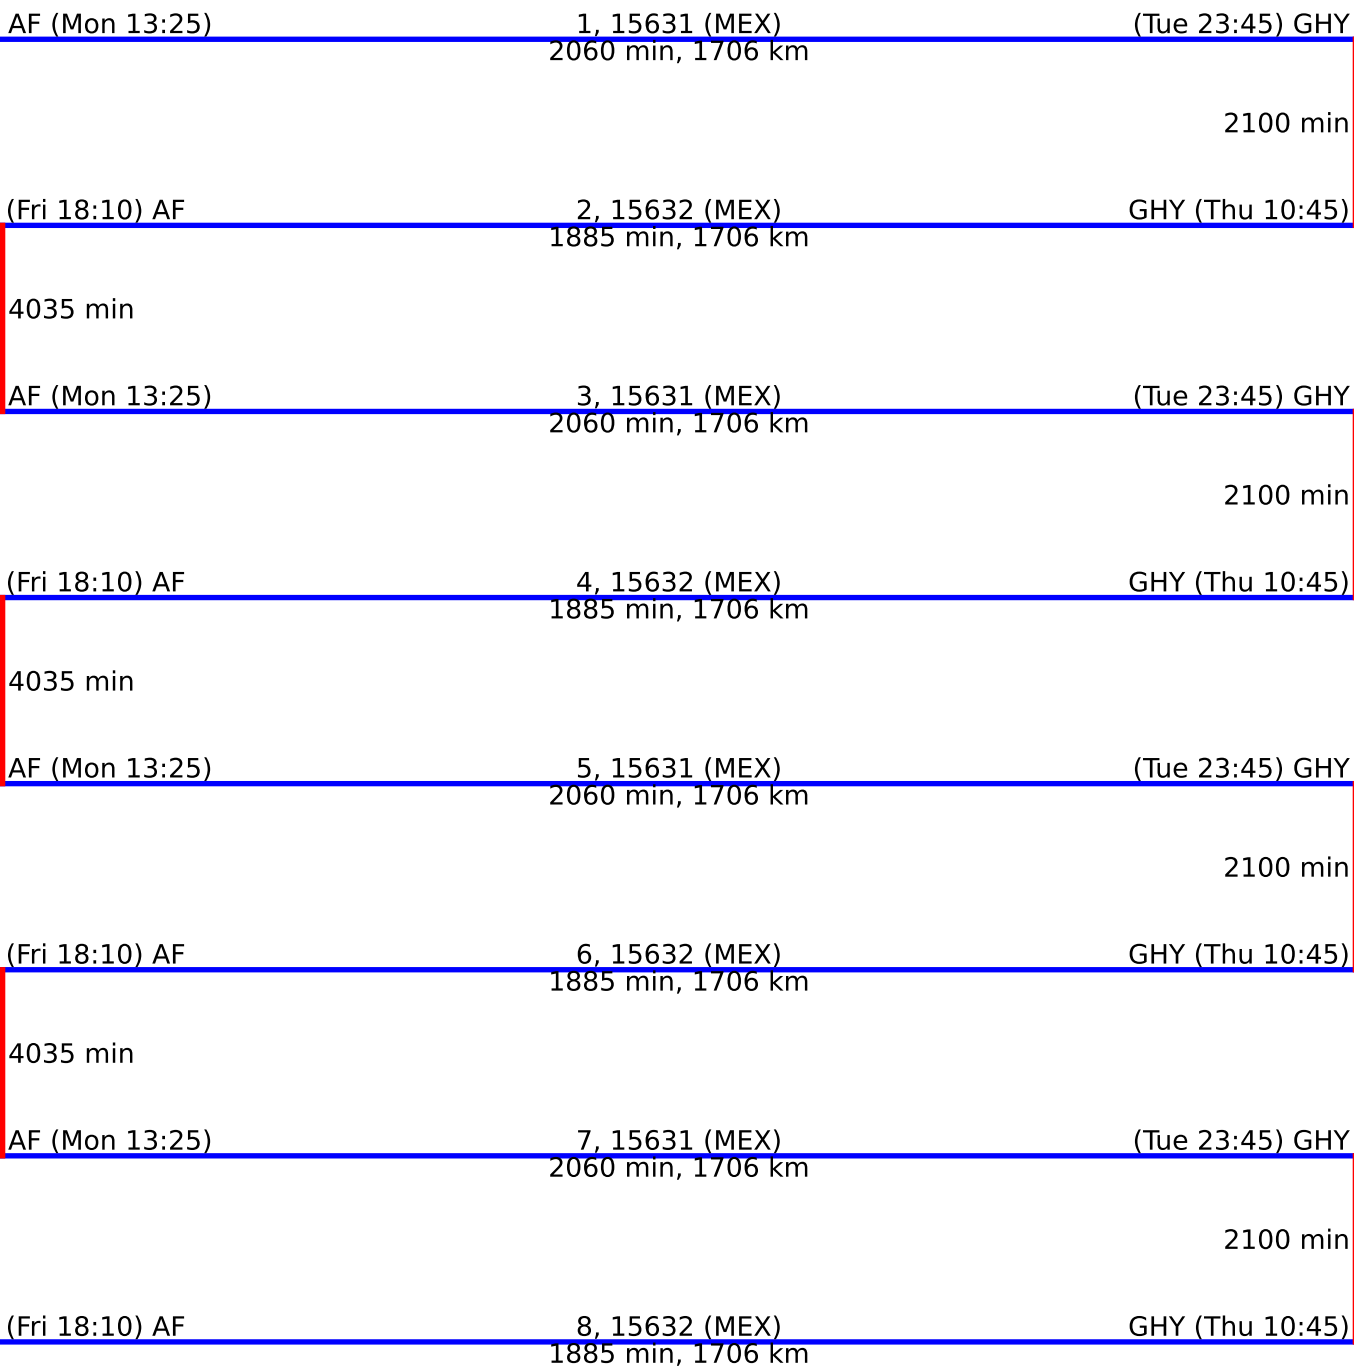 AF (Mon 13:25) 1, 15631 (MEX) (Tue 23:45) GHY
2060 min, 1706 km
2100 min
(Fri 18:10) AF 2, 15632 (MEX) GHY (Thu 10:45)
1885 min, 1706 km
4035 min
AF (Mon 13:25) 3, 15631 (MEX) (Tue 23:45) GHY
2060 min, 1706 km
2100 min
(Fri 18:10) AF 4, 15632 (MEX) GHY (Thu 10:45)
1885 min, 1706 km
4035 min
AF (Mon 13:25) 5, 15631 (MEX) (Tue 23:45) GHY
2060 min, 1706 km
2100 min
(Fri 18:10) AF 6, 15632 (MEX) GHY (Thu 10:45)
1885 min, 1706 km
4035 min
AF (Mon 13:25) 7, 15631 (MEX) (Tue 23:45) GHY
2060 min, 1706 km
2100 min
(Fri 18:10) AF 8, 15632 (MEX) GHY (Thu 10:45)
1885 min, 1706 km